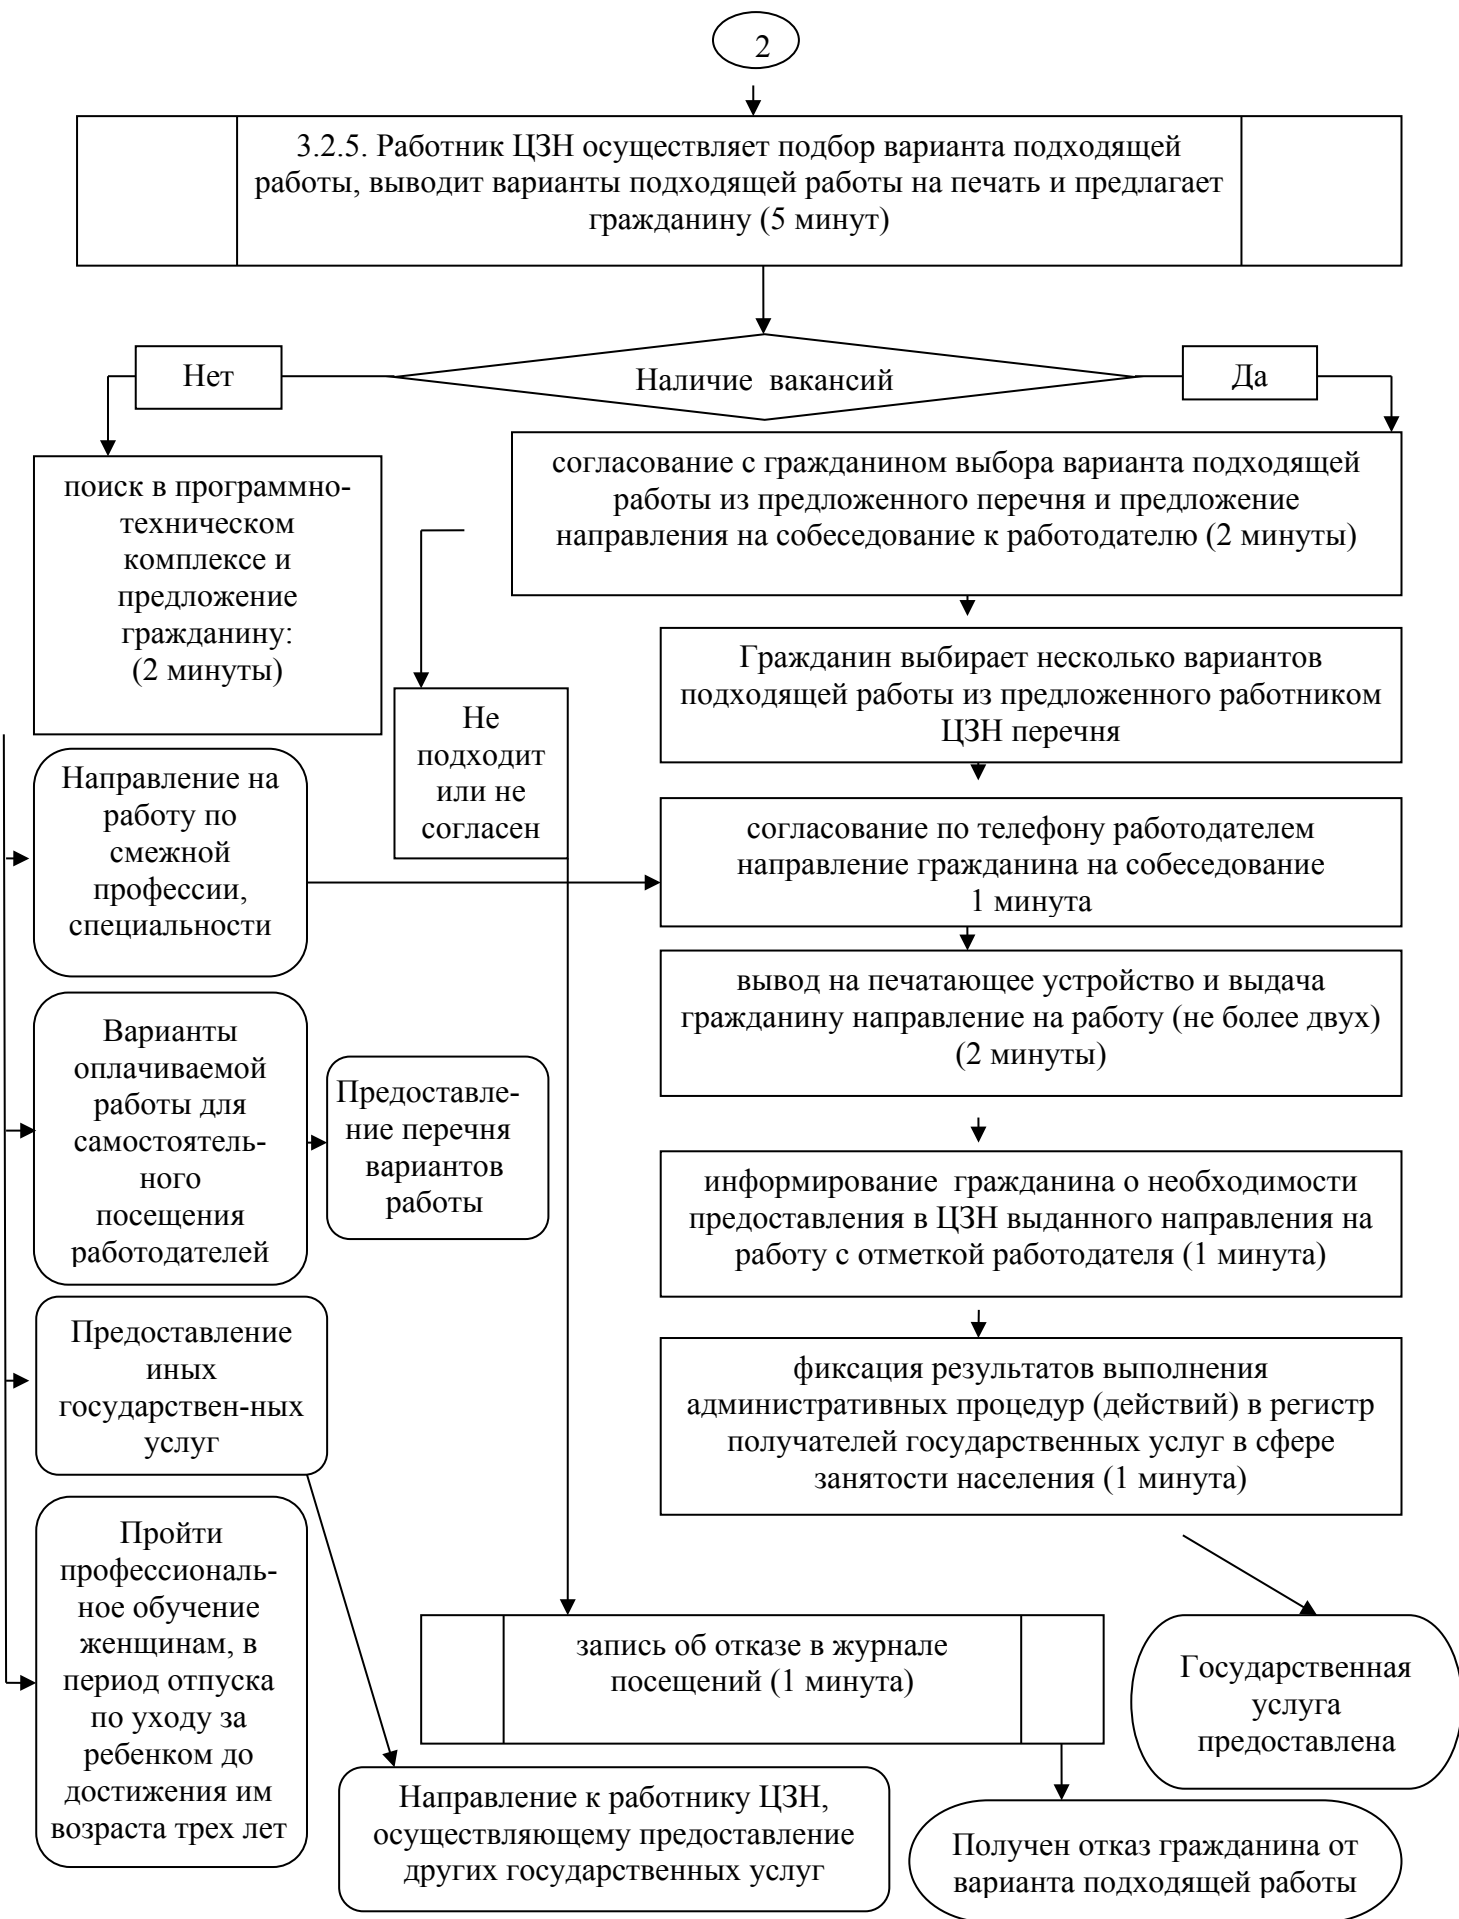 2
3.2.5. Работник ЦЗН осуществляет подбор варианта подходящей
работы, выводит варианты подходящей работы на печать и предлагает
гражданину (5 минут)
Нет
Наличие  вакансий
Да
согласование с гражданином выбора варианта подходящей
работы из предложенного перечня и предложение
направления на собеседование к работодателю (2 минуты)
поиск в программно-
техническом
комплексе и
предложение
гражданину:
(2 минуты)
Гражданин выбирает несколько вариантов
подходящей работы из предложенного работником
ЦЗН перечня
Не
подходит
или не
согласен
Направление на
работу по
смежной
профессии,
специальности
согласование по телефону работодателем
направление гражданина на собеседование
1 минута
вывод на печатающее устройство и выдача
гражданину направление на работу (не более двух)
(2 минуты)
Варианты
оплачиваемой
работы для
самостоятель-
ного
посещения
работодателей
Предоставле-
ние перечня
вариантов
работы
информирование  гражданина о необходимости
предоставления в ЦЗН выданного направления на
работу с отметкой работодателя (1 минута)
Предоставление
иных
государствен-ных
услуг
фиксация результатов выполнения
административных процедур (действий) в регистр
получателей государственных услуг в сфере
занятости населения (1 минута)
Пройти
профессиональ-
ное обучение
женщинам, в
период отпуска
по уходу за
ребенком до
достижения им
возраста трех лет
запись об отказе в журнале
посещений (1 минута)
Государственная
услуга
предоставлена
Направление к работнику ЦЗН,
осуществляющему предоставление
других государственных услуг
Получен отказ гражданина от
варианта подходящей работы